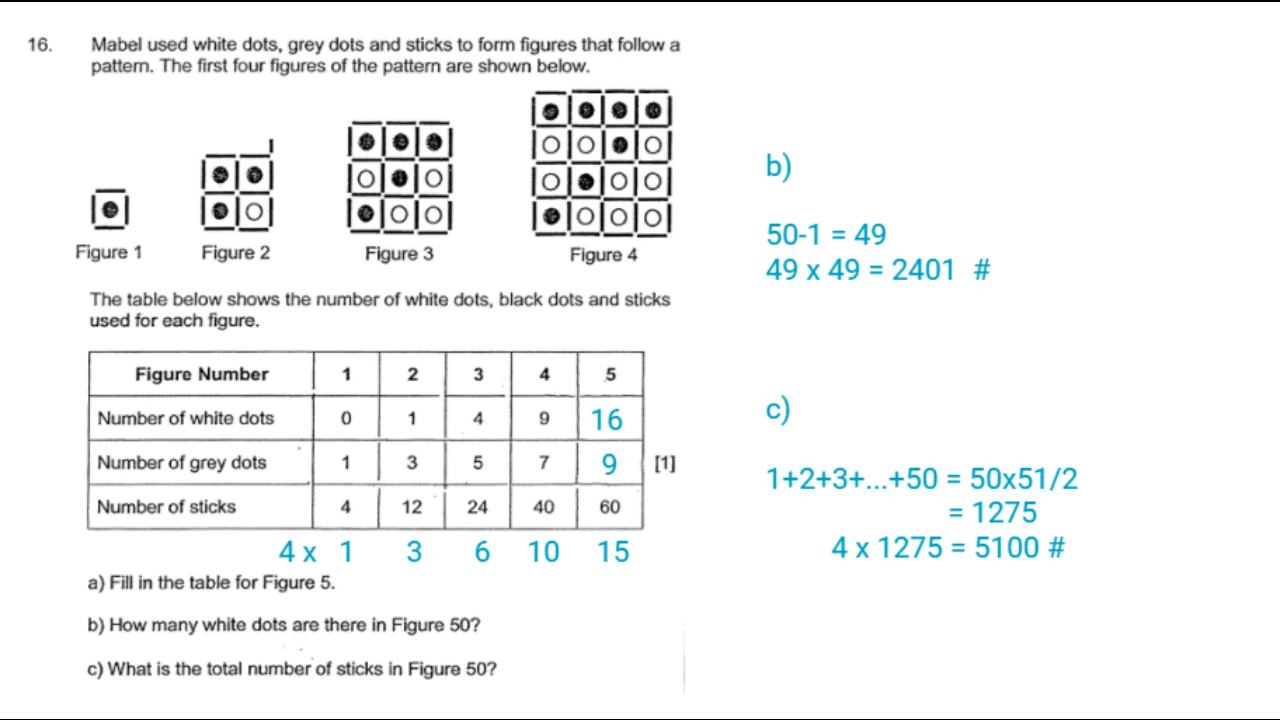 16. Mabel used white dots, grey dots and sticks to form figures that follow a
pattern. The first four figures of the pattern are shown below.
Figure 1 Figure 2 Figure 3 Figure 4
The table below shows the number of white dots, black dots and sticks
used for each figure.
Figure Number 1 2 3 4 5
Number of white dots 0 1 4 9 16
Number of grey dots 1 3 5 7 9 [1]
Number of sticks 4 12 24 40 60
4 x 1 3 6 10 15
a) Fill in the table for Figure 5.
b) How many white dots are there in Figure 50?
c) What is the total number of sticks in Figure 50?
b)
50-1 = 49
49 x 49 = 2401 #
c)
1+2+3+...+50 = 50x51/2
= 1275
4 x 1275 = 5100 #